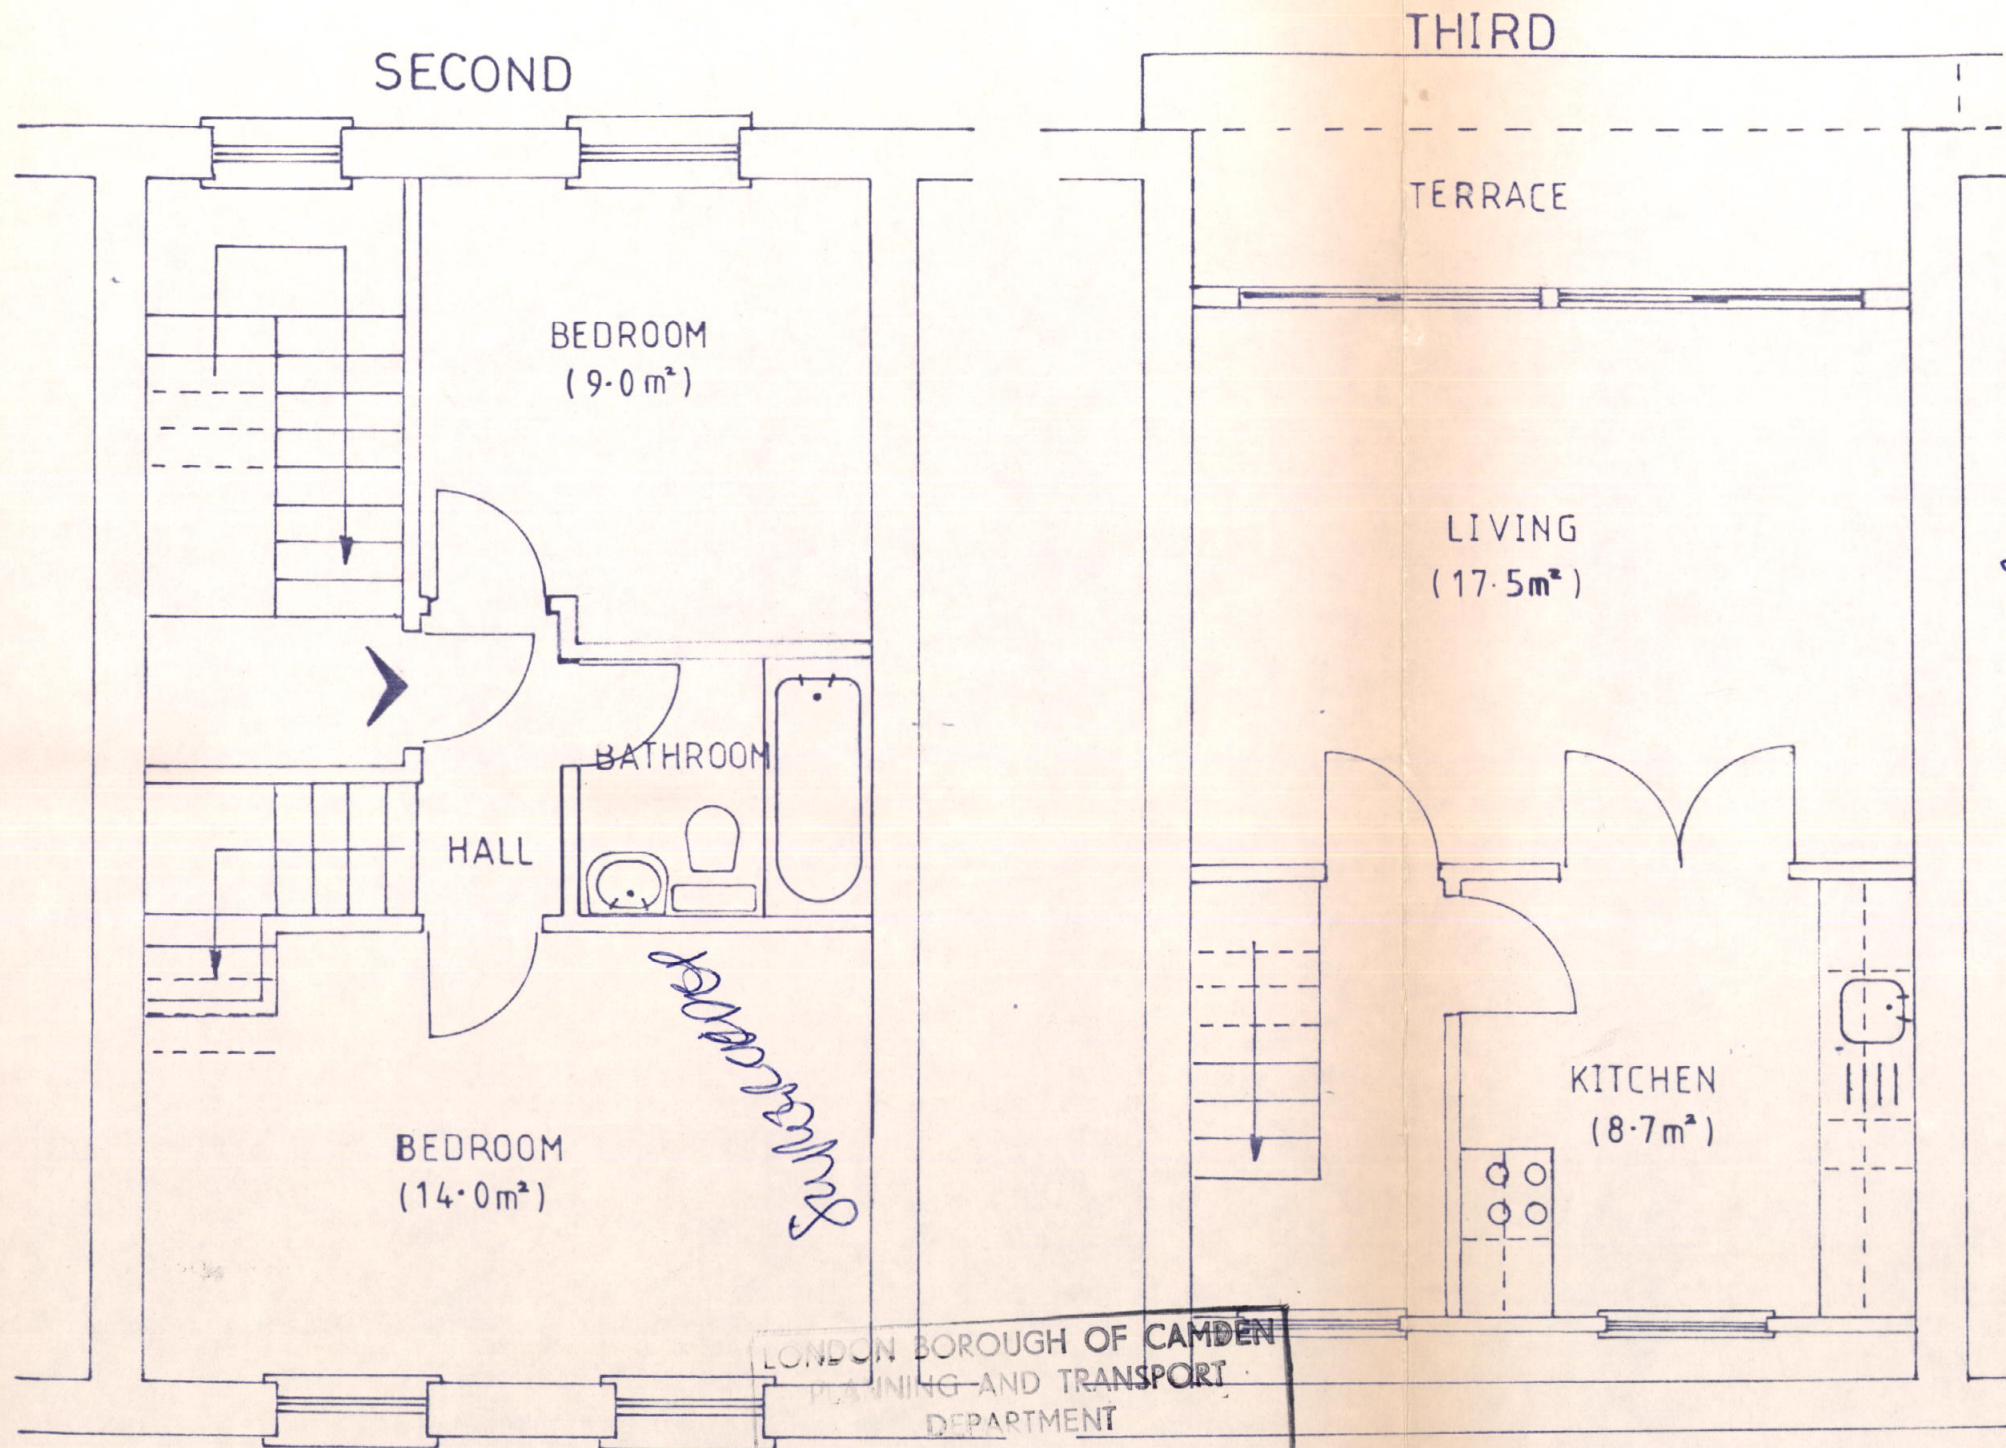 SECOND
THIRD
TERRACE
BEDROOM
(9.0m²)
LIVING
(17.5m²)
BATHROOM
HALL
KITCHEN
(8.7m²)
BEDROOM
(14.0m²)
LONDON BOROUGH OF CAMDEN
PLANNING AND TRANSPORT
DEPARTMENT